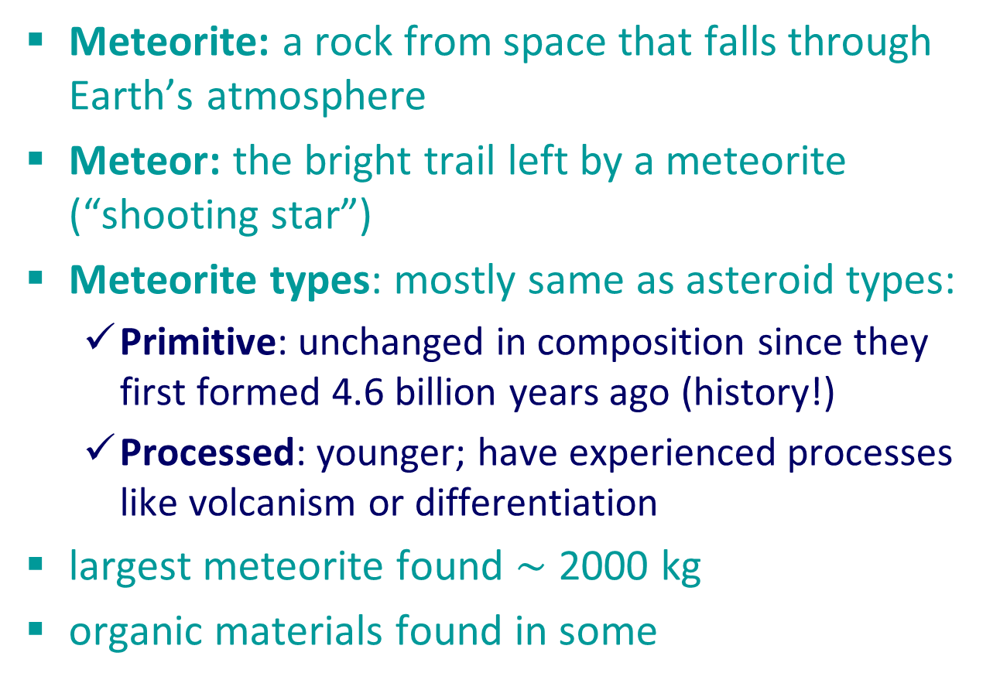 ▪ Meteorite: a rock from space that falls through
Earth’s atmosphere
▪ Meteor: the bright trail left by a meteorite
(“shooting star”)
▪ Meteorite types: mostly same as asteroid types:
✓Primitive: unchanged in composition since they
first formed 4.6 billion years ago (history!)
✓Processed: younger; have experienced processes
like volcanism or differentiation
▪ largest meteorite found ~ 2000 kg
▪ organic materials found in some